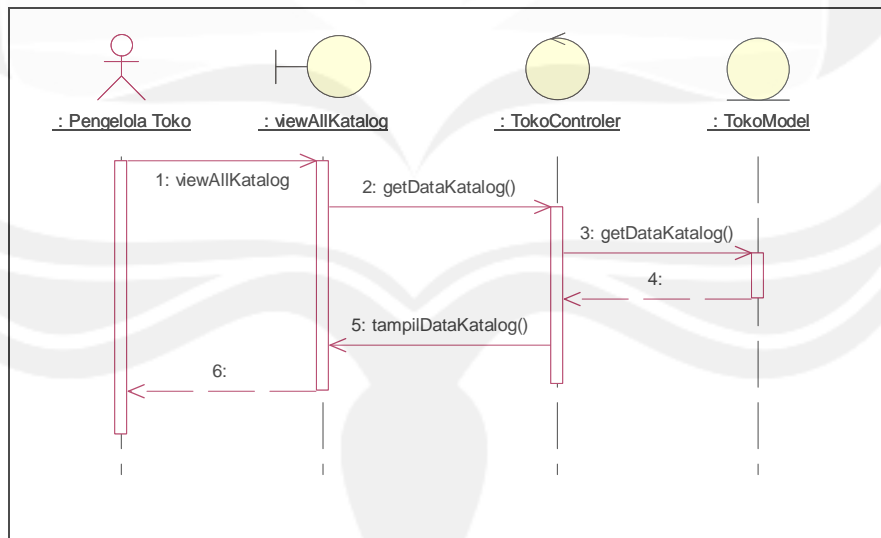 : Pengelola Toko
: viewAllKatalog
: TokoControler
: TokoModel
1: viewAllKatalog
2: getDataKatalog()
3: getDataKatalog()
4:
5: tampilDataKatalog()
6: